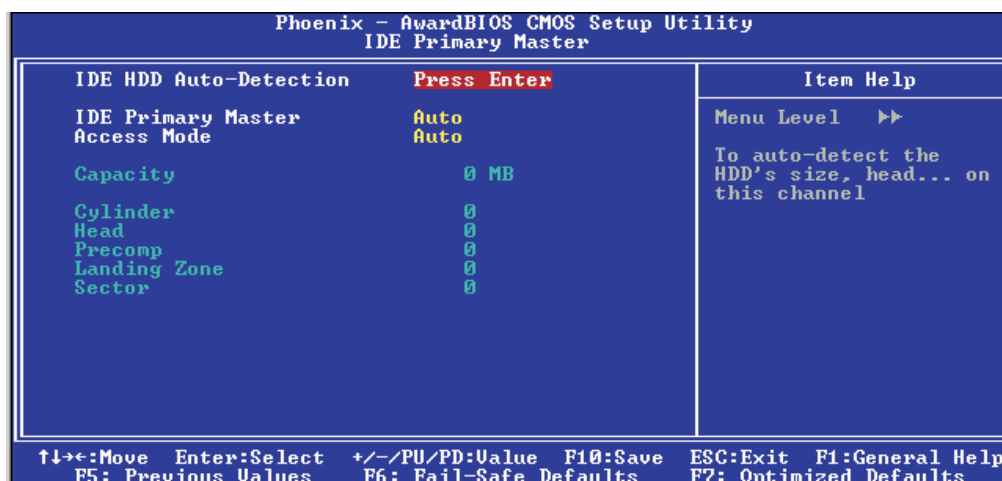 Phoenix - AwardBIOS CMOS Setup Utility
IDE Primary Master
IDE HDD Auto-Detection Press Enter
IDE Primary Master Auto
Access Mode Auto
Capacity 0 MB
Cylinder 0
Head 0
Precomp 0
Landing Zone 0
Sector 0
Item Help
Menu Level ►►
To auto-detect the
HDD's size, head... on
this channel
↑↓→←:Move Enter:Select +/-/PU/PD:Value F10:Save ESC:Exit F1:General Help
F5: Previous Values F6: Fail-Safe Defaults F7: Optimized Defaults